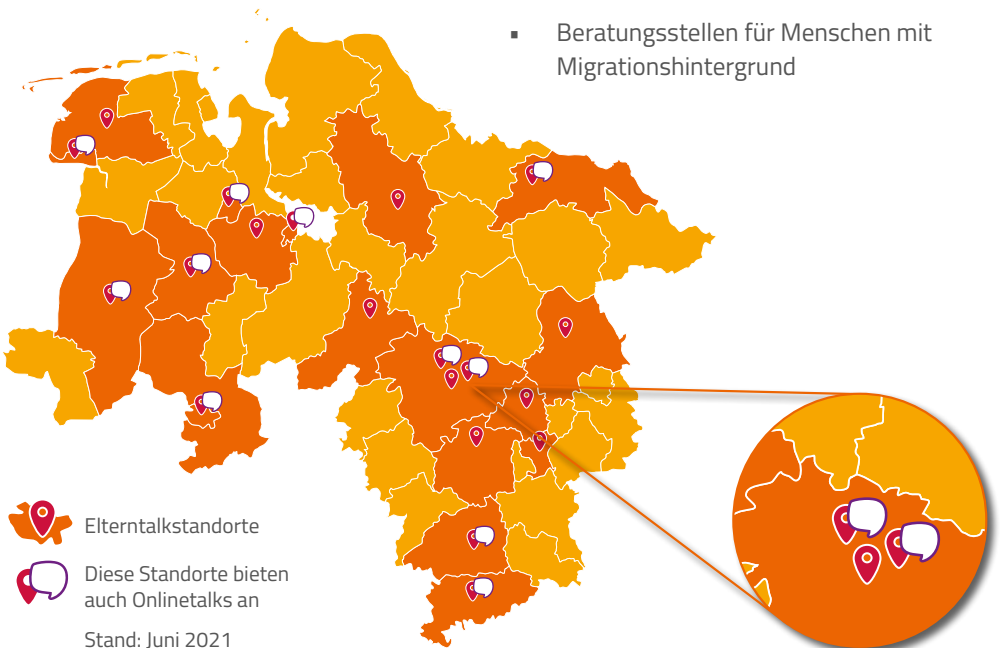 ▪ Beratungsstellen für Menschen mit
Migrationshintergrund
Elterntalkstandorte
Diese Standorte bieten
auch Onlinetalks an
Stand: Juni 2021